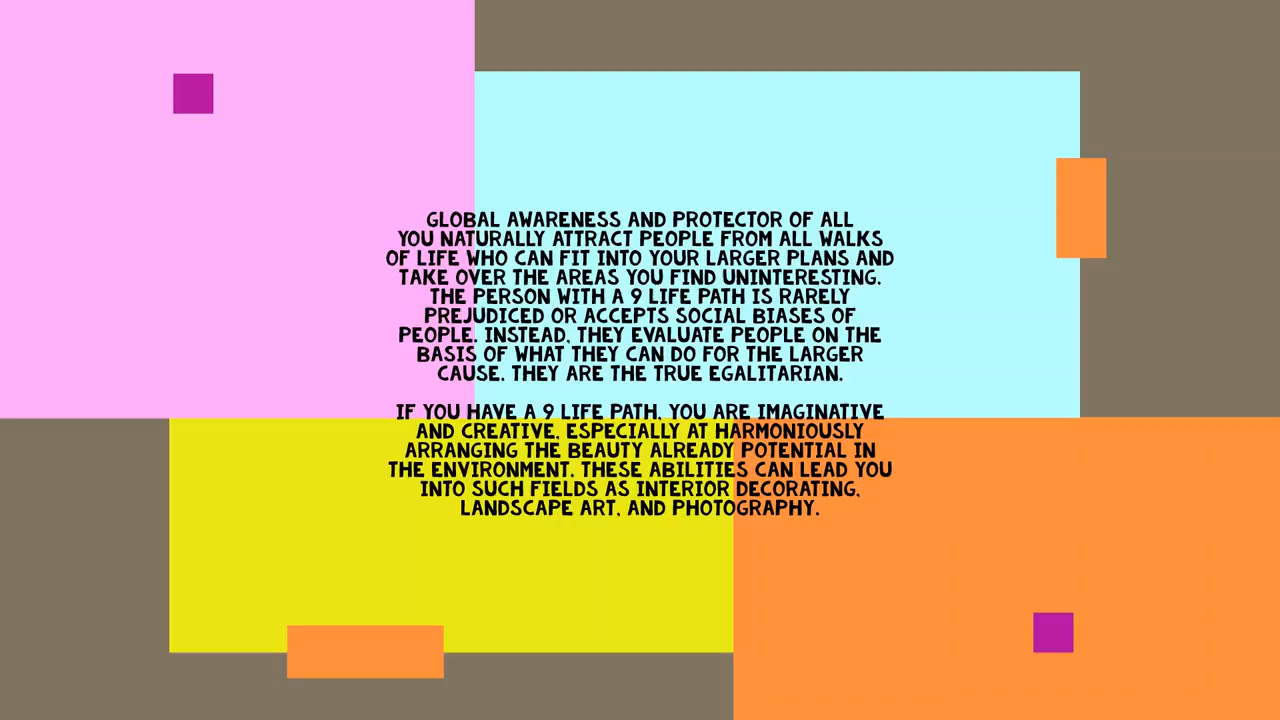 GLOBAL AWARENESS AND PROTECTOR OF ALL
YOU NATURALLY ATTRACT PEOPLE FROM ALL WALKS
OF LIFE WHO CAN FIT INTO YOUR LARGER PLANS AND
TAKE OVER THE AREAS YOU FIND UNINTERESTING.
THE PERSON WITH A 9 LIFE PATH IS RARELY
PREJUDICED OR ACCEPTS SOCIAL BIASES OF
PEOPLE. INSTEAD, THEY EVALUATE PEOPLE ON THE
BASIS OF WHAT THEY CAN DO FOR THE LARGER
CAUSE. THEY ARE THE TRUE EGALITARIAN.
IF YOU HAVE A 9 LIFE PATH, YOU ARE IMAGINATIVE
AND CREATIVE, ESPECIALLY AT HARMONIOUSLY
ARRANGING THE BEAUTY ALREADY POTENTIAL IN
THE ENVIRONMENT. THESE ABILITIES CAN LEAD YOU
INTO SUCH FIELDS AS INTERIOR DECORATING,
LANDSCAPE ART, AND PHOTOGRAPHY.